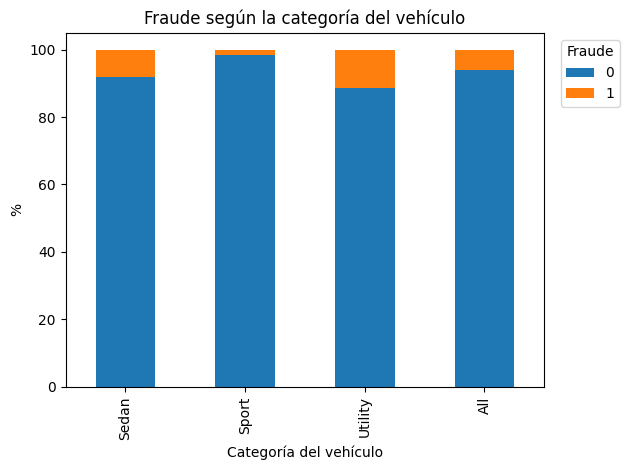 Fraude según la categoría del vehículo
Fraude
0
1
100
80
60
40
20
0
%
Sedan
Sport
Utility
All
Categoría del vehículo